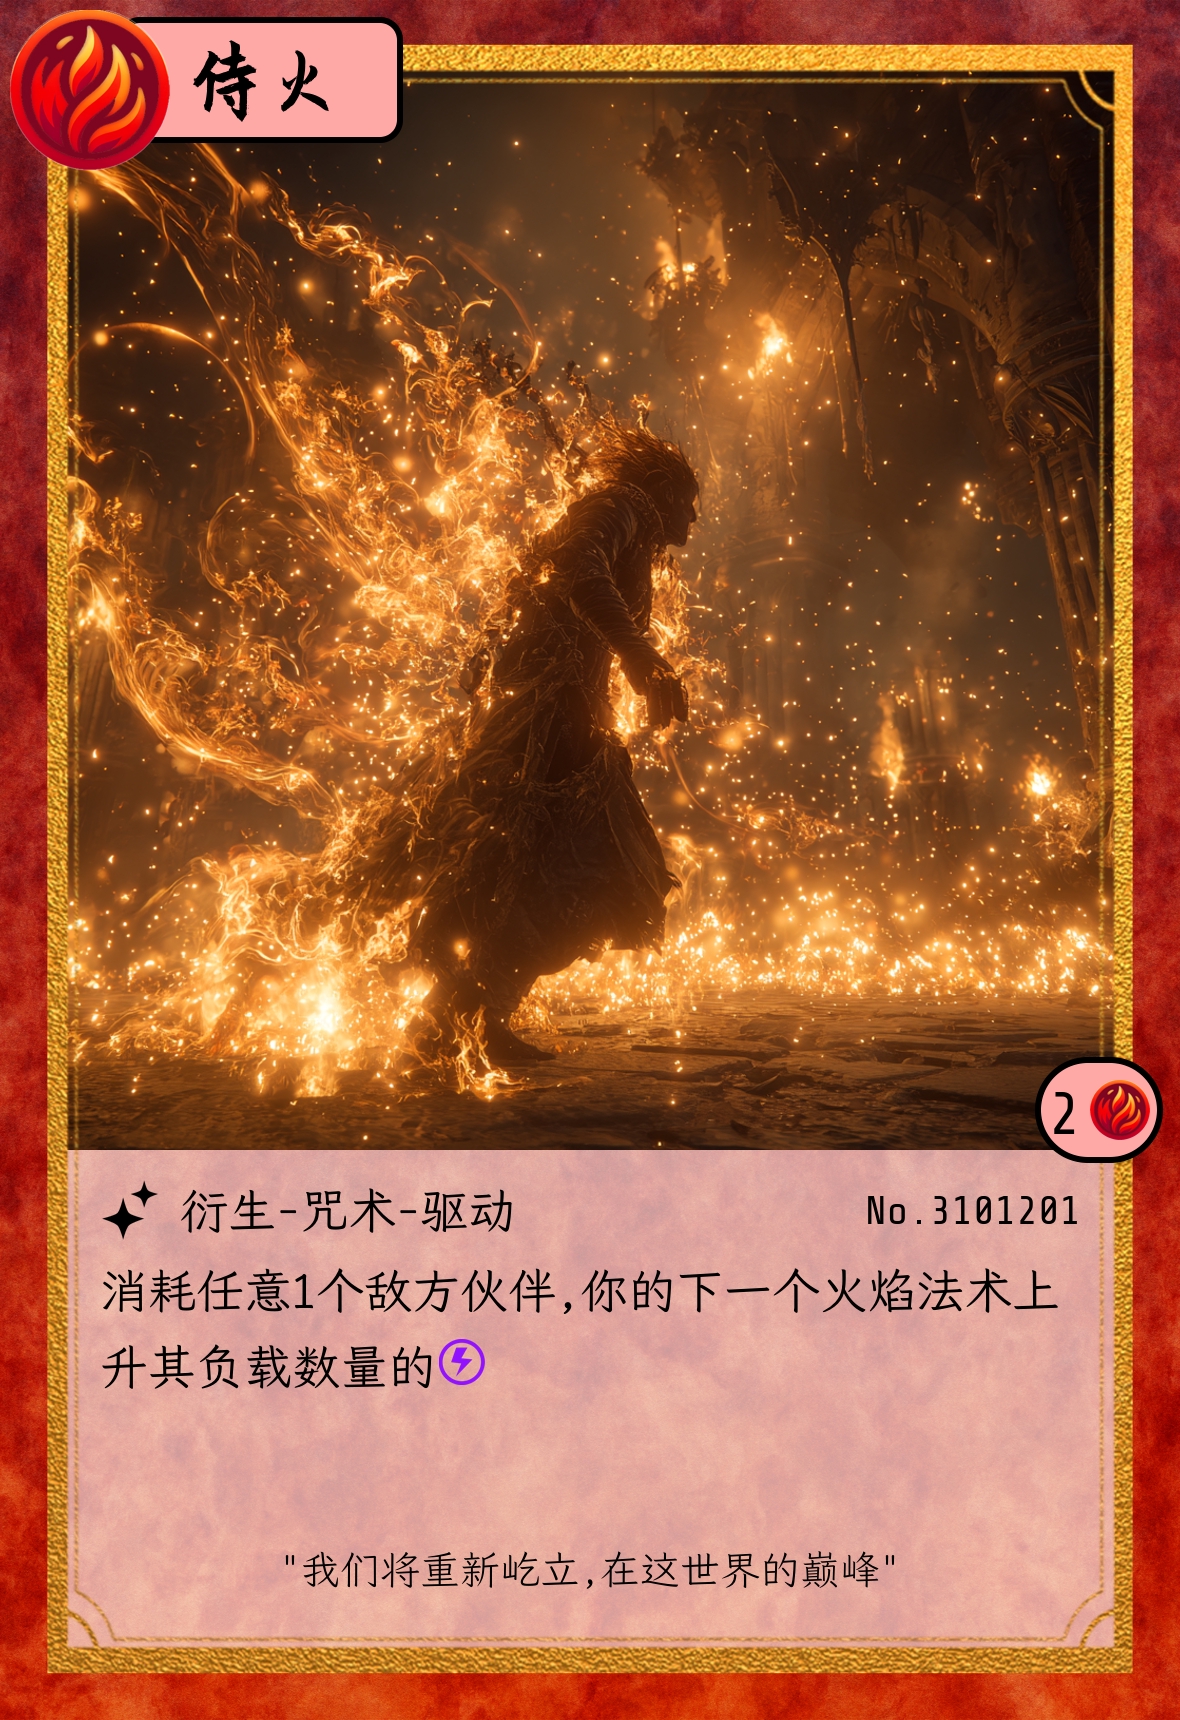 侍火
2
衍生-咒术-驱动
No.3101201
消耗任意1个敌方伙伴,你的下一个火焰法术上
升其负载数量的
"我们将重新屹立,在这世界的巅峰"